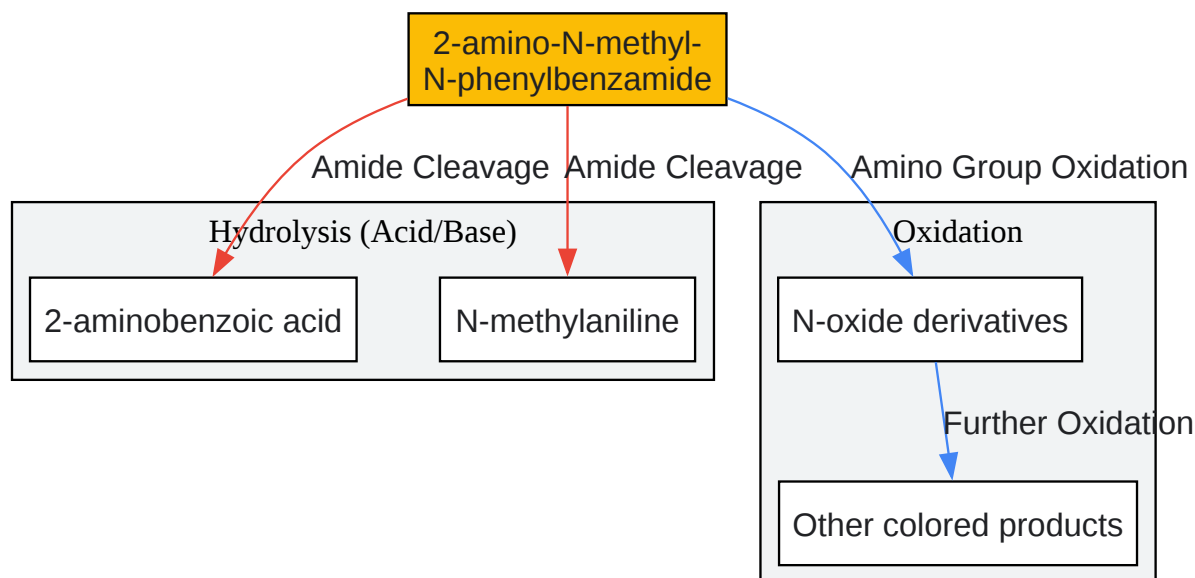 2-amino-N-methyl-
N-phenylbenzamide
Amide Cleavage
Amide Cleavage
Amino Group Oxidation
Hydrolysis (Acid/Base)
Oxidation
2-aminobenzoic acid
N-methylaniline
N-oxide derivatives
Further Oxidation
Other colored products